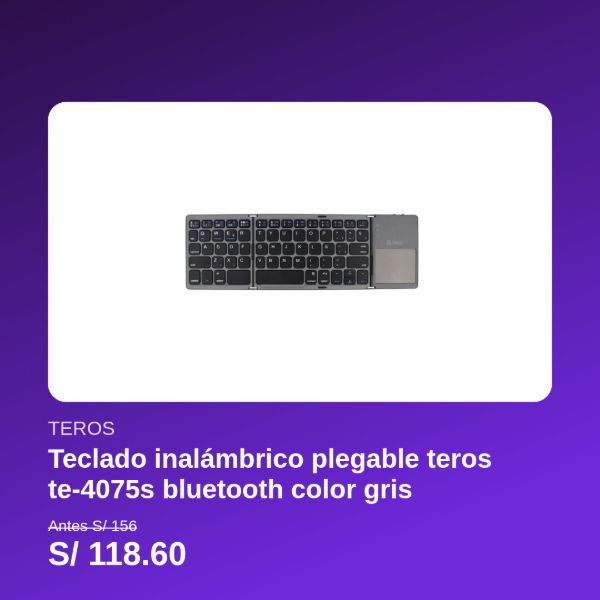 TEROS
Teclado inalámbrico plegable teros
te-4075s bluetooth color gris
Antes S/ 156
S/ 118.60